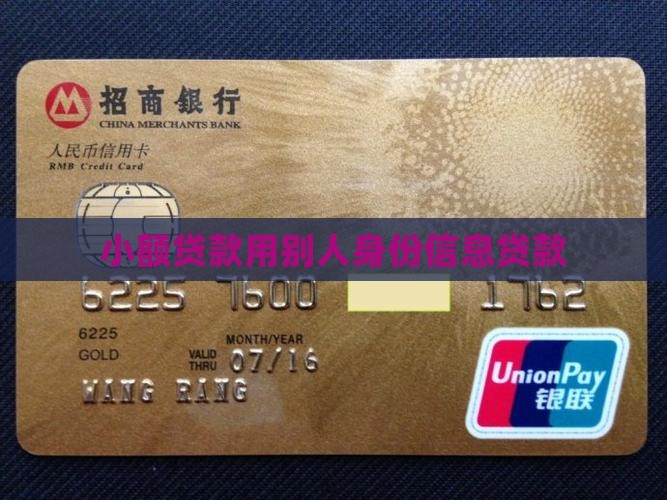 招商银行
CHINA MERCHANTS BANK
人民币信用卡
RMB Credit Card
小额贷款用别人身份信息贷款
6225 7600 1762
6225
MONTH/YEAR
GOLD VALID THRU 07/16
WANG RANG
UnionPay
银联